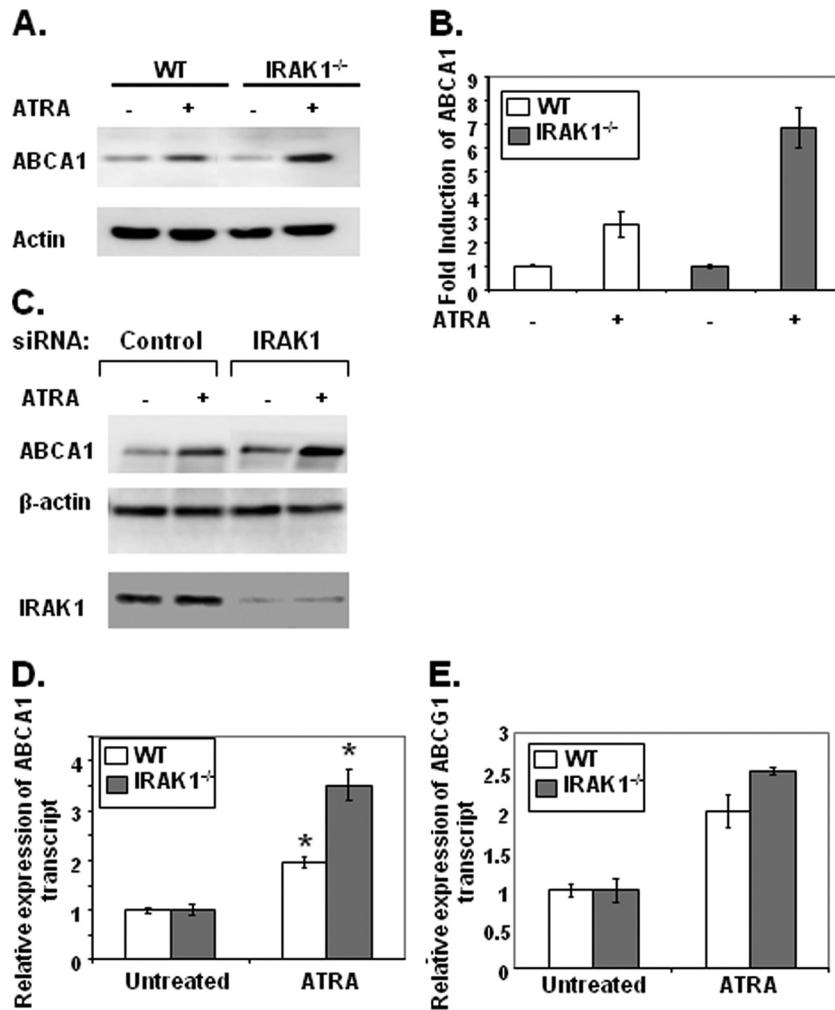 A.
WT IRAK1-/-
ATRA - + - +
ABCA1
Actin
B.
Fold Induction of ABCA1
9
8
7
6
5
4
3
2
1
0
WT
IRAK1-/-
ATRA - + - +
C.
siRNA: Control IRAK1
ATRA - + - +
ABCA1
β-actin
IRAK1
D.
Relative expression of ABCA1
transcript
4
3
2
1
0
WT
IRAK1-/-
*
*
Untreated ATRA
E.
Relative expression of ABCG1
transcript
3
2.5
2
1.5
1
0.5
0
WT
IRAK1-/-
Untreated ATRA